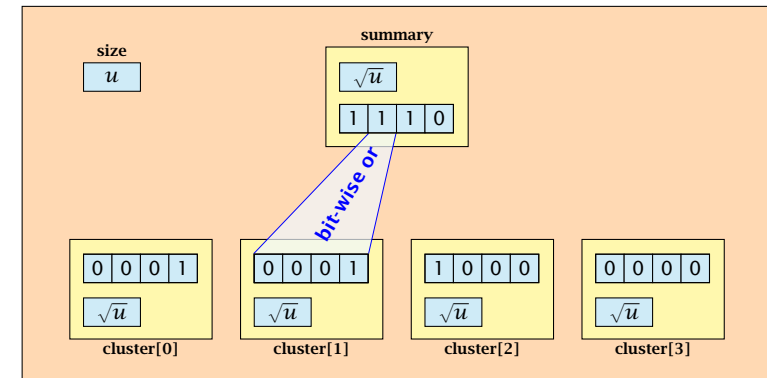 size
u
summary
√u
1 1 1 0
bit-wise or
0 0 0 1
√u
cluster[0]
0 0 0 1
√u
cluster[1]
1 0 0 0
√u
cluster[2]
0 0 0 0
√u
cluster[3]